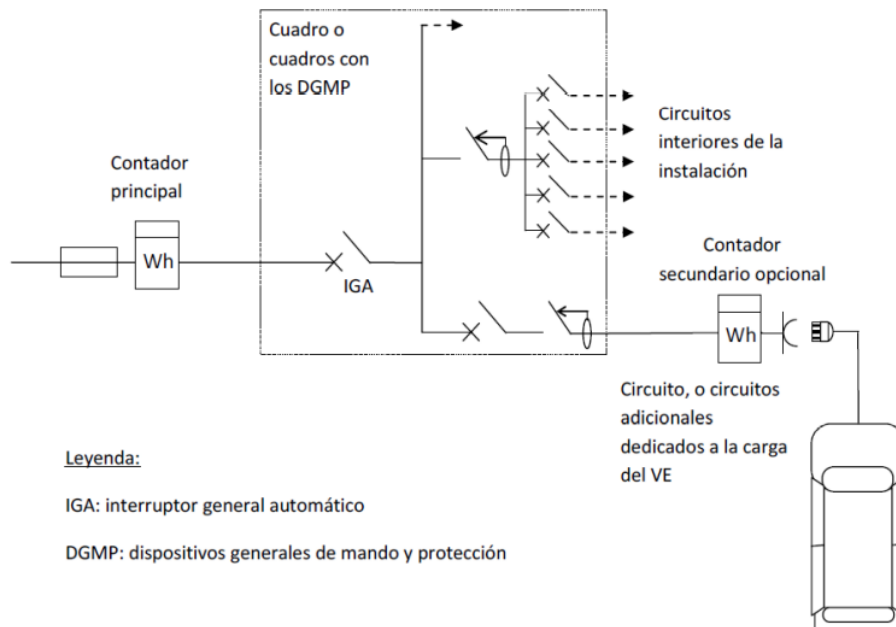 Cuadro o
cuadros con
los DGMP
Circuitos
interiores de la
instalación
Contador
principal
Wh
IGA
Contador
secundario opcional
Wh
Circuito, o circuitos
adicionales
dedicados a la carga
del VE
Leyenda:
IGA: interruptor general automático
DGMP: dispositivos generales de mando y protección